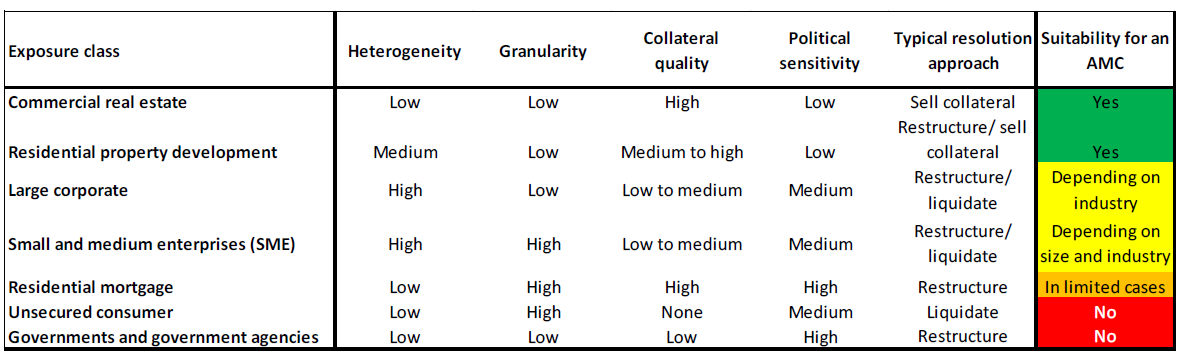 Exposure class Heterogeneity Granularity Collateral quality Political sensitivity Typical resolution approach Suitability for an AMC
Commercial real estate Low Low High Low Sell collateral Yes
Residential property development Medium Low Medium to high Low Restructure/ sell collateral Yes
Large corporate High Low Low to medium Medium Restructure/ liquidate Depending on industry
Small and medium enterprises (SME) High High Low to medium Medium Restructure/ liquidate Depending on size and industry
Residential mortgage Low High High High Restructure In limited cases
Unsecured consumer Low High None Medium Liquidate No
Governments and government agencies Low Low Low High Restructure No